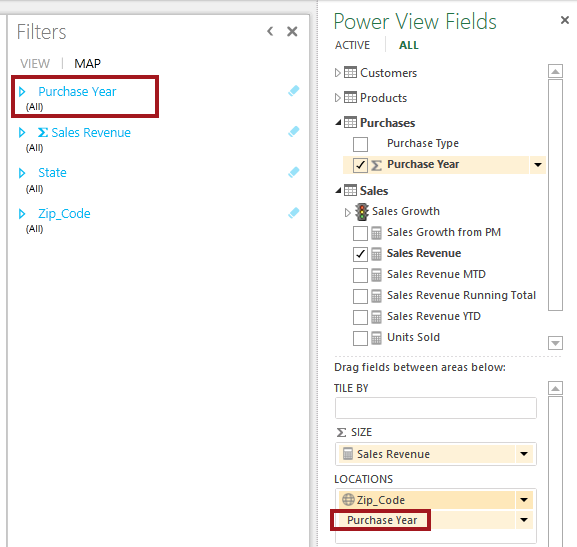 Filters
VIEW | MAP
Purchase Year
(All)
Σ Sales Revenue
(All)
State
(All)
Zip_Code
(All)
Power View Fields
ACTIVE | ALL
Customers
Products
Purchases
Purchase Type
Σ Purchase Year
Sales
Sales Growth
Sales Growth from PM
Sales Revenue
Sales Revenue MTD
Sales Revenue Running Total
Sales Revenue YTD
Units Sold
Drag fields between areas below:
TILE BY
Σ SIZE
Sales Revenue
LOCATIONS
Zip_Code
Purchase Year